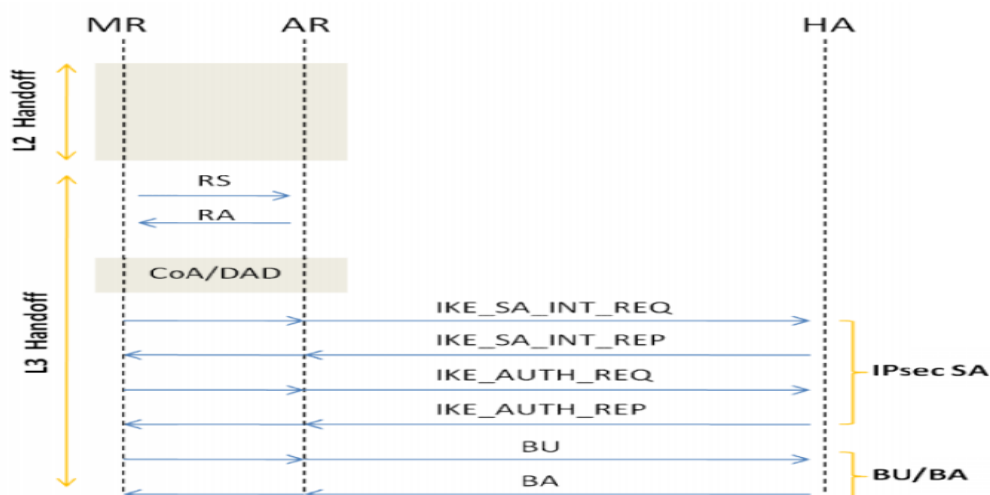 MR AR HA
L2 Handoff
RS
RA
CoA/DAD
L3 Handoff
IKE_SA_INT_REQ
IKE_SA_INT_REP
IKE_AUTH_REQ
IKE_AUTH_REP
IPsec SA
BU
BA
BU/BA